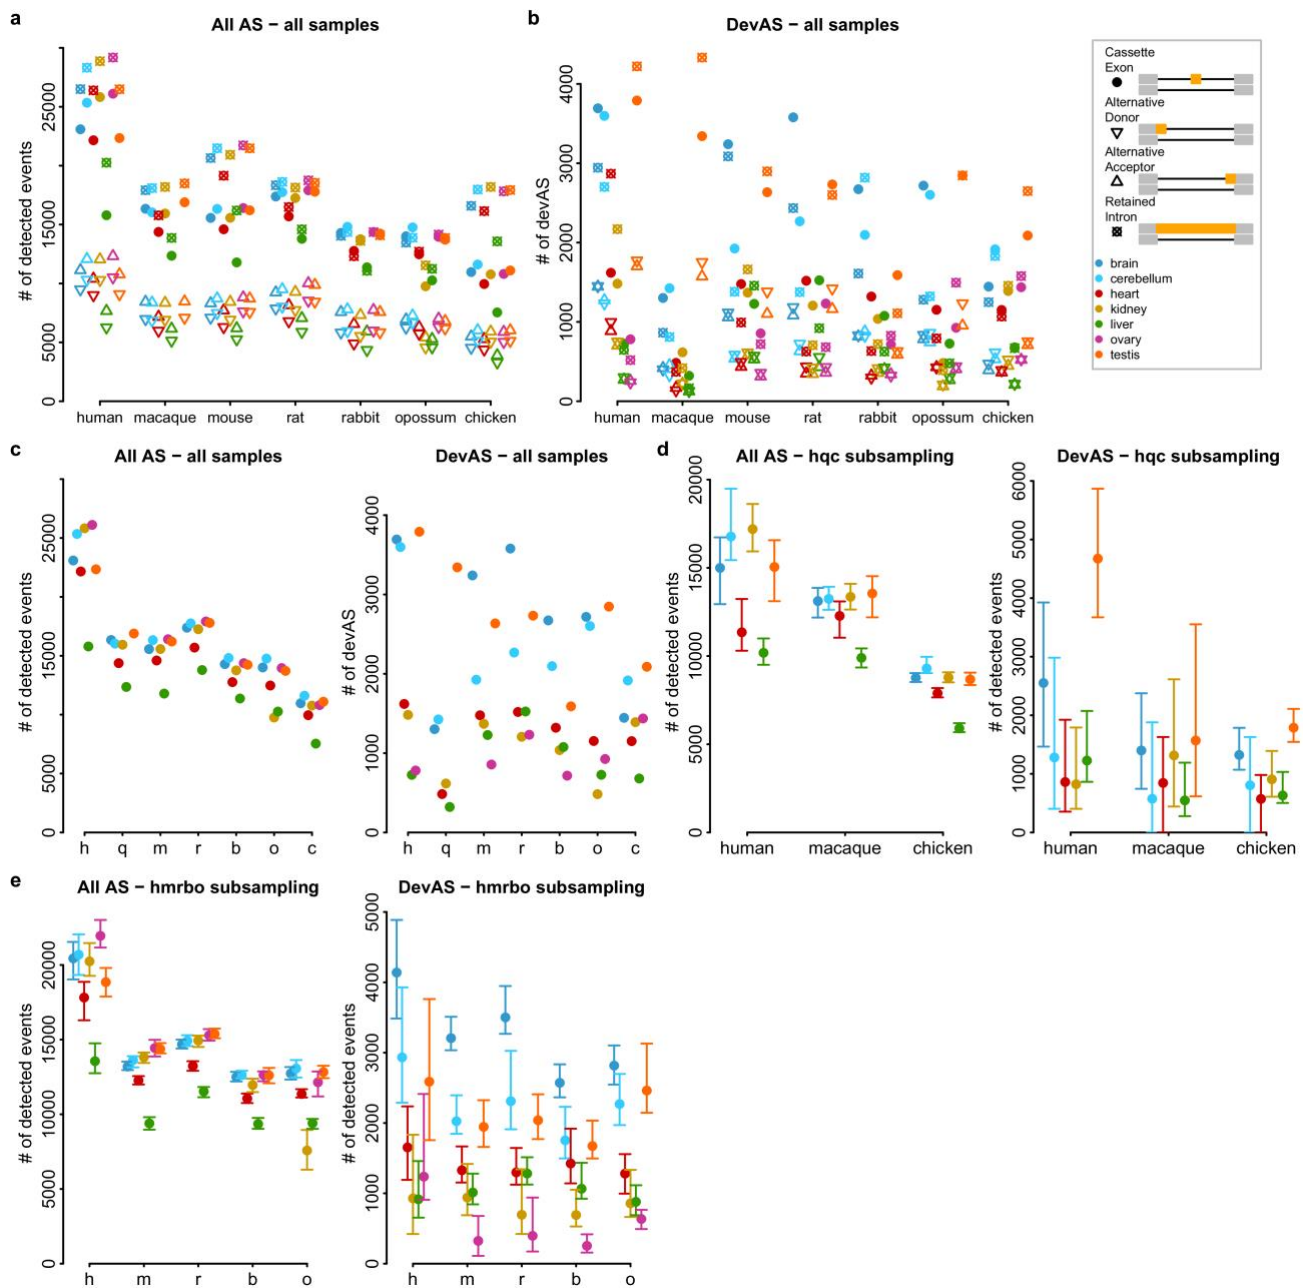 a
All AS − all samples
# of detected events
0
5000
15000
25000
human
macaque
mouse
rat
rabbit
opossum
chicken
b
DevAS − all samples
# of devAS
0
1000
2000
3000
4000
human
macaque
mouse
rat
rabbit
opossum
chicken
Cassette
Exon
Alternative
Donor
Alternative
Acceptor
Retained
Intron
brain
cerebellum
heart
kidney
liver
ovary
testis
c
All AS − all samples
# of detected events
0
5000
15000
25000
h
q
m
r
b
o
c
DevAS − all samples
# of devAS
0
1000
2000
3000
4000
h
q
m
r
b
o
c
d
All AS − hqc subsampling
# of detected events
0
5000
10000
15000
20000
human
macaque
chicken
DevAS − hqc subsampling
# of detected events
0
1000
2000
3000
4000
5000
6000
human
macaque
chicken
e
All AS − hmrbo subsampling
# of detected events
0
5000
10000
15000
20000
h
m
r
b
o
DevAS − hmrbo subsampling
# of detected events
0
1000
2000
3000
4000
5000
h
m
r
b
o